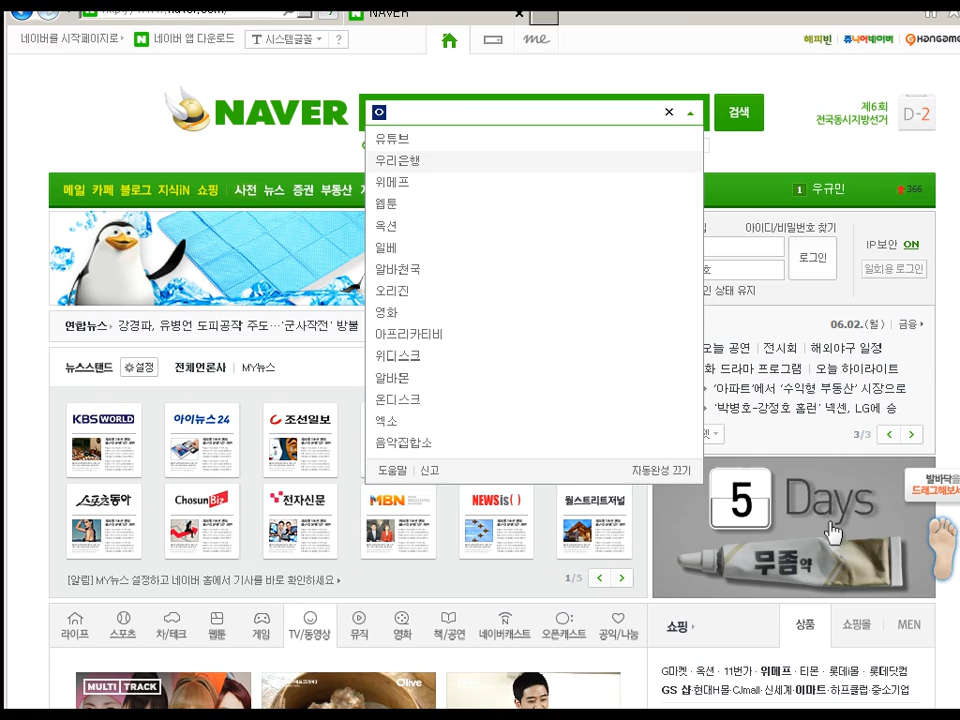 NAVER
네이버를 시작페이지로
네이버 앱 다운로드
시스템글꼴
?
me
해피빈
쥬니어네이버
HANGAME
NAVER
ㅇ
검색
제6회
전국동시지방선거
D-2
유튜브
우리은행
위메프
웹툰
옥션
일베
알바천국
오리진
영화
아프리카티비
위디스크
알바몬
온디스크
엑소
음악집합소
도움말 신고 자동완성 끄기
메일 카페 블로그 지식iN 쇼핑 사전 뉴스 증권 부동산
1 우규민 366
아이디/비밀번호 찾기
로그인
IP보안 ON
일회용 로그인
인 상태 유지
연합뉴스 강경파, 유병언 도피공작 주도…'군사작전' 방불
06.02.(월) 금융
뉴스스탠드 설정 전체언론사 MY뉴스
오늘 공연 전시회 해외야구 일정
화 드라마 프로그램 오늘 하이라이트
'아파트'에서 '수익형 부동산' 시장으로
'박병호-강정호 홈런' 넥센, LG에 승
3/3
KBS WORLD
아이뉴스24
조선일보
스포츠동아
ChosunBiz
전자신문
MBN
NEWSis
월스트리트저널
[알림] MY뉴스 설정하고 네이버 홈에서 기사를 바로 확인하세요
1/5
5 Days
무좀약
발바닥을
드래그해보세
라이프 스포츠 차/테크 웹툰 게임 TV/동영상 뮤직 영화 책/공연 네이버캐스트 오픈캐스트 공익/나눔
쇼핑 상품 쇼핑몰 MEN
G마켓 · 옥션 · 11번가 · 위메프 · 티몬 · 롯데i몰 · 롯데닷컴
GS 샵·현대H몰·CJmall·신세계·이마트·하프클럽·중소기업
MULTI TRACK
Olive